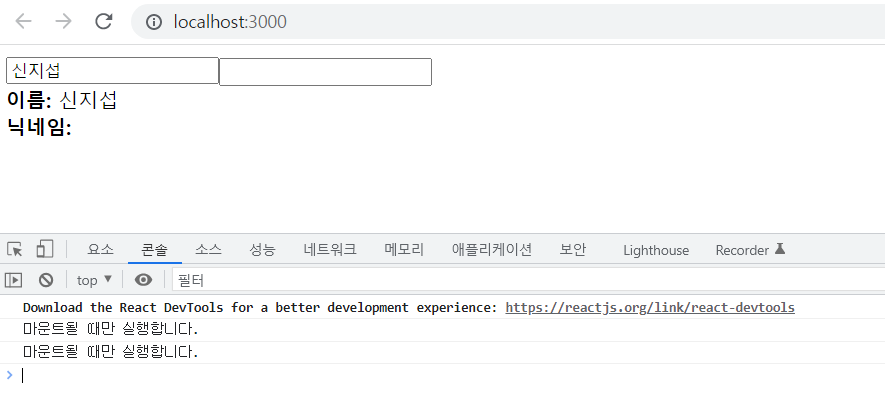 localhost:3000
신지섭
이름: 신지섭
닉네임:
요소 콘솔 소스 성능 네트워크 메모리 애플리케이션 보안 Lighthouse Recorder
top 필터
Download the React DevTools for a better development experience: https://reactjs.org/link/react-devtools
마운트될 때만 실행합니다.
마운트될 때만 실행합니다.